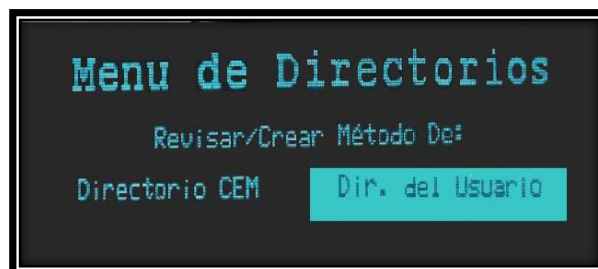 Menu de Directorios
Revisar/Crear Método De:
Directorio CEM Dir. del Usuario